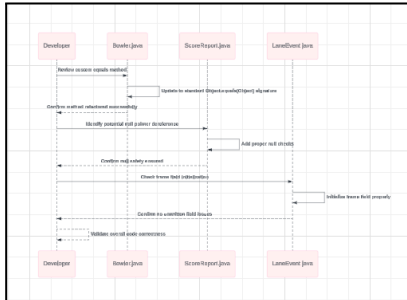 Developer Bowler.java ScoreReport.java LaneEvent.java
Review custom equals method
Update to standard Object.equals(Object) signature
Confirm method refactored successfully
Identify potential null pointer dereference
Add proper null checks
Confirm null safety ensured
Check frame field initialization
Initialize frame field properly
Confirm no unwritten field issues
Validate overall code correctness
Developer Bowler.java ScoreReport.java LaneEvent.java